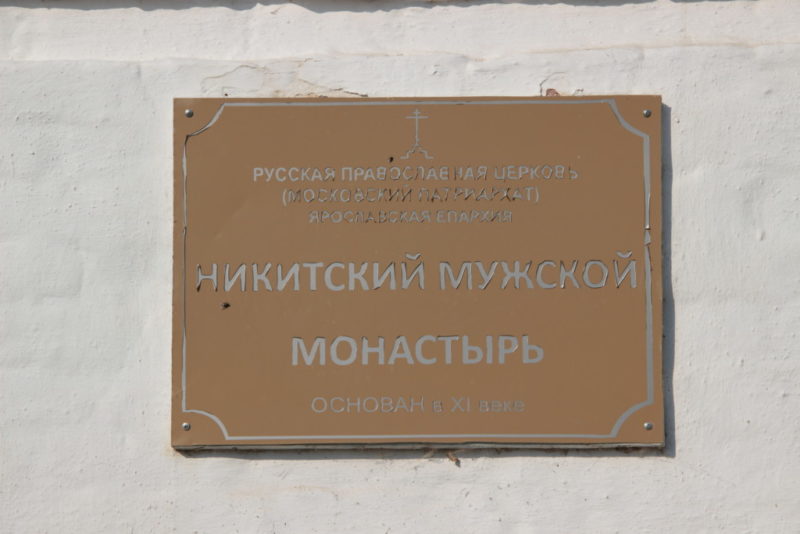 РУССКАЯ ПРАВОСЛАВНАЯ ЦЕРКОВЬ
(МОСКОВСКИЙ ПАТРИАРХАТ)
ЯРОСЛАВСКАЯ ЕПАРХИЯ
НИКИТСКИЙ МУЖСКОЙ
МОНАСТЫРЬ
ОСНОВАН в XI веке